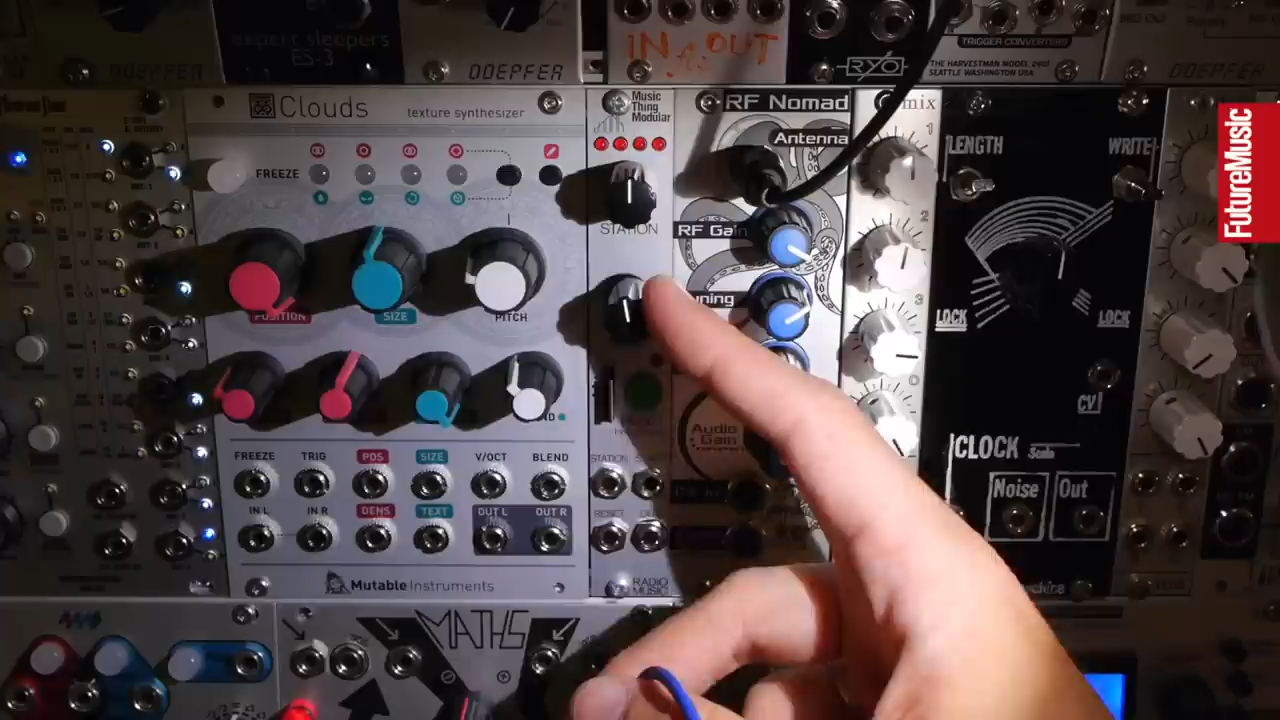 expert sleepers
ES-3
DOEPFER
DOEPFER
IN OUT
RYO
TRIGGER CONVERTERS
THE HARVESTMAN MODEL
SEATTLE WASHINGTON USA
DOEPFER
Clouds
texture synthesizer
Music
Thing
Modular
RF Nomad
Antenna
mix
1
LENGTH
WRITE
FutureMusic
FREEZE
STATION
RF Gain
2
POSITION
SIZE
PITCH
3
LOCK
LOCK
CV
Audio
Gain
CLOCK
FREEZE
TRIG
POS
SIZE
V/OCT
BLEND
STATION
Noise
Out
IN L
IN R
DENS
TEXT
OUT L
OUT R
RESET
Mutable Instruments
RADIO
MUSIC
MATHS